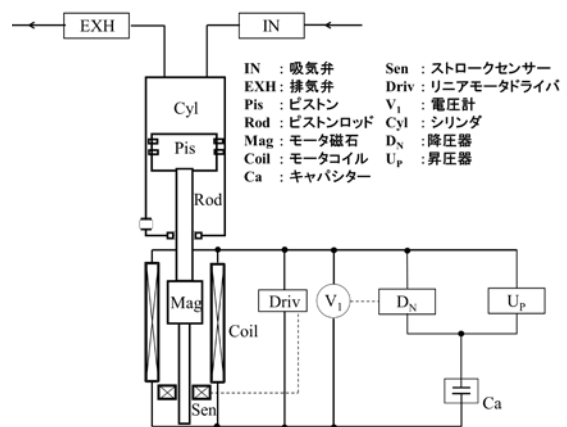 EXH
IN
IN : 吸気弁
EXH : 排気弁
Pis : ピストン
Rod : ピストンロッド
Mag : モータ磁石
Coil : モータコイル
Ca : キャパシター
Sen : ストロークセンサー
Driv : リニアモータドライバ
V₁ : 電圧計
Cyl : シリンダ
D_N : 降圧器
U_P : 昇圧器
Cyl
Pis
Rod
Mag
Coil
Driv
V₁
D_N
U_P
Sen
Ca